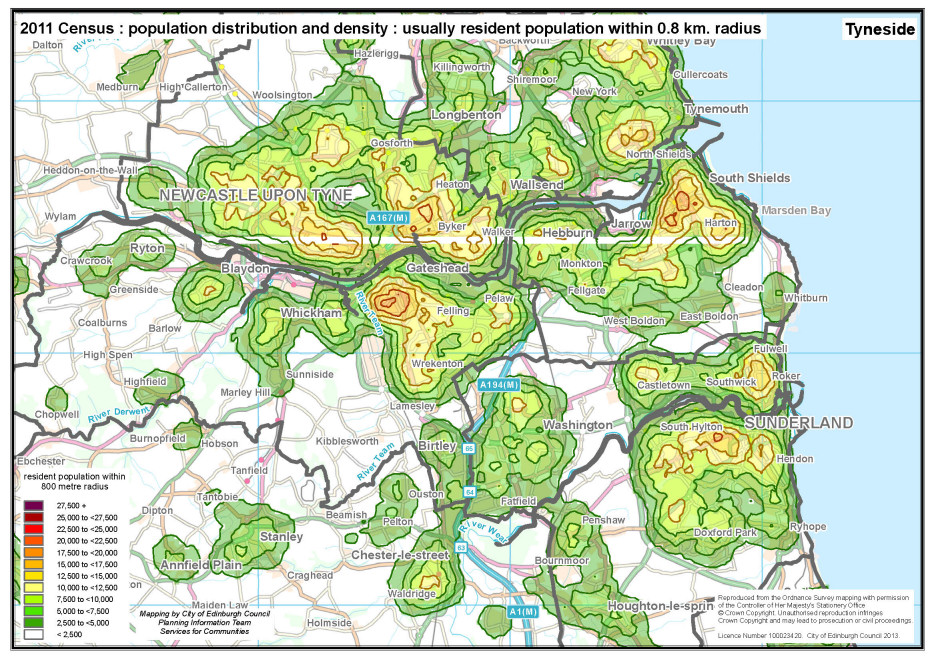 2011 Census : population distribution and density : usually resident population within 0.8 km. radius
Tyneside
Dalton
Hazlerigg
Whitley Bay
Killingworth
Shiremoor
Cullercoats
Medburn
High Callerton
Woolsington
New York
Tynemouth
Longbenton
Gosforth
North Shields
Heddon-on-the-Wall
Heaton
Wallsend
South Shields
NEWCASTLE UPON TYNE
Wylam
A167(M)
Byker
Walker
Hebburn
Jarrow
Harton
Marsden Bay
Ryton
Crawcrook
Blaydon
Gateshead
Monkton
Greenside
Fellgate
Cleadon
Whitburn
Whickham
River Team
Felling
Pelaw
Coalburns
Barlow
West Boldon
East Boldon
High Spen
Wrekenton
Fulwell
Sunniside
Highfield
Marley Hill
A194(M)
Castletown
Southwick
Roker
Chopwell
River Derwent
Lamesley
Washington
South Hylton
SUNDERLAND
Burnopfield
Hobson
Kibblesworth
Birtley
65
Hendon
Ebchester
Tanfield
River Team
resident population within
800 metre radius
27,500 +
25,000 to <27,500
22,500 to <25,000
20,000 to <22,500
17,500 to <20,000
15,000 to <17,500
12,500 to <15,000
10,000 to <12,500
7,500 to <10,000
5,000 to <7,500
2,500 to <5,000
< 2,500
Tantobie
Ouston
64
Fatfield
Dipton
Beamish
Pelton
River Wear
Penshaw
Doxford Park
Ryhope
Stanley
Annfield Plain
Chester-le-street
63
Bournmoor
Craghead
Waldridge
Maiden Law
Holmside
A1(M)
Houghton-le-sprin
Mapping by City of Edinburgh Council
Planning Information Team
Services for Communities
Reproduced from the Ordnance Survey mapping with permission
of the Controller of Her Majesty's Stationery Office
© Crown Copyright. Unauthorised reproduction infringes
Crown Copyright and may lead to prosecution or civil proceedings
Licence Number 100023420. City of Edinburgh Council 2013